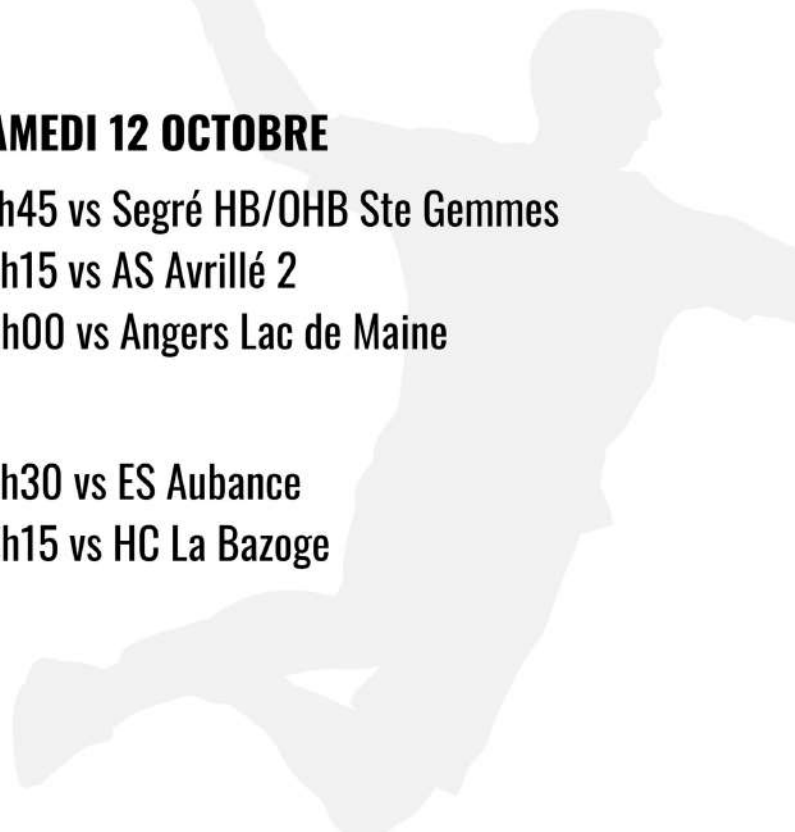 AMEDI 12 OCTOBRE
h45 vs Segré HB/OHB Ste Gemmes
h15 vs AS Avrillé 2
h00 vs Angers Lac de Maine
h30 vs ES Aubance
h15 vs HC La Bazoge